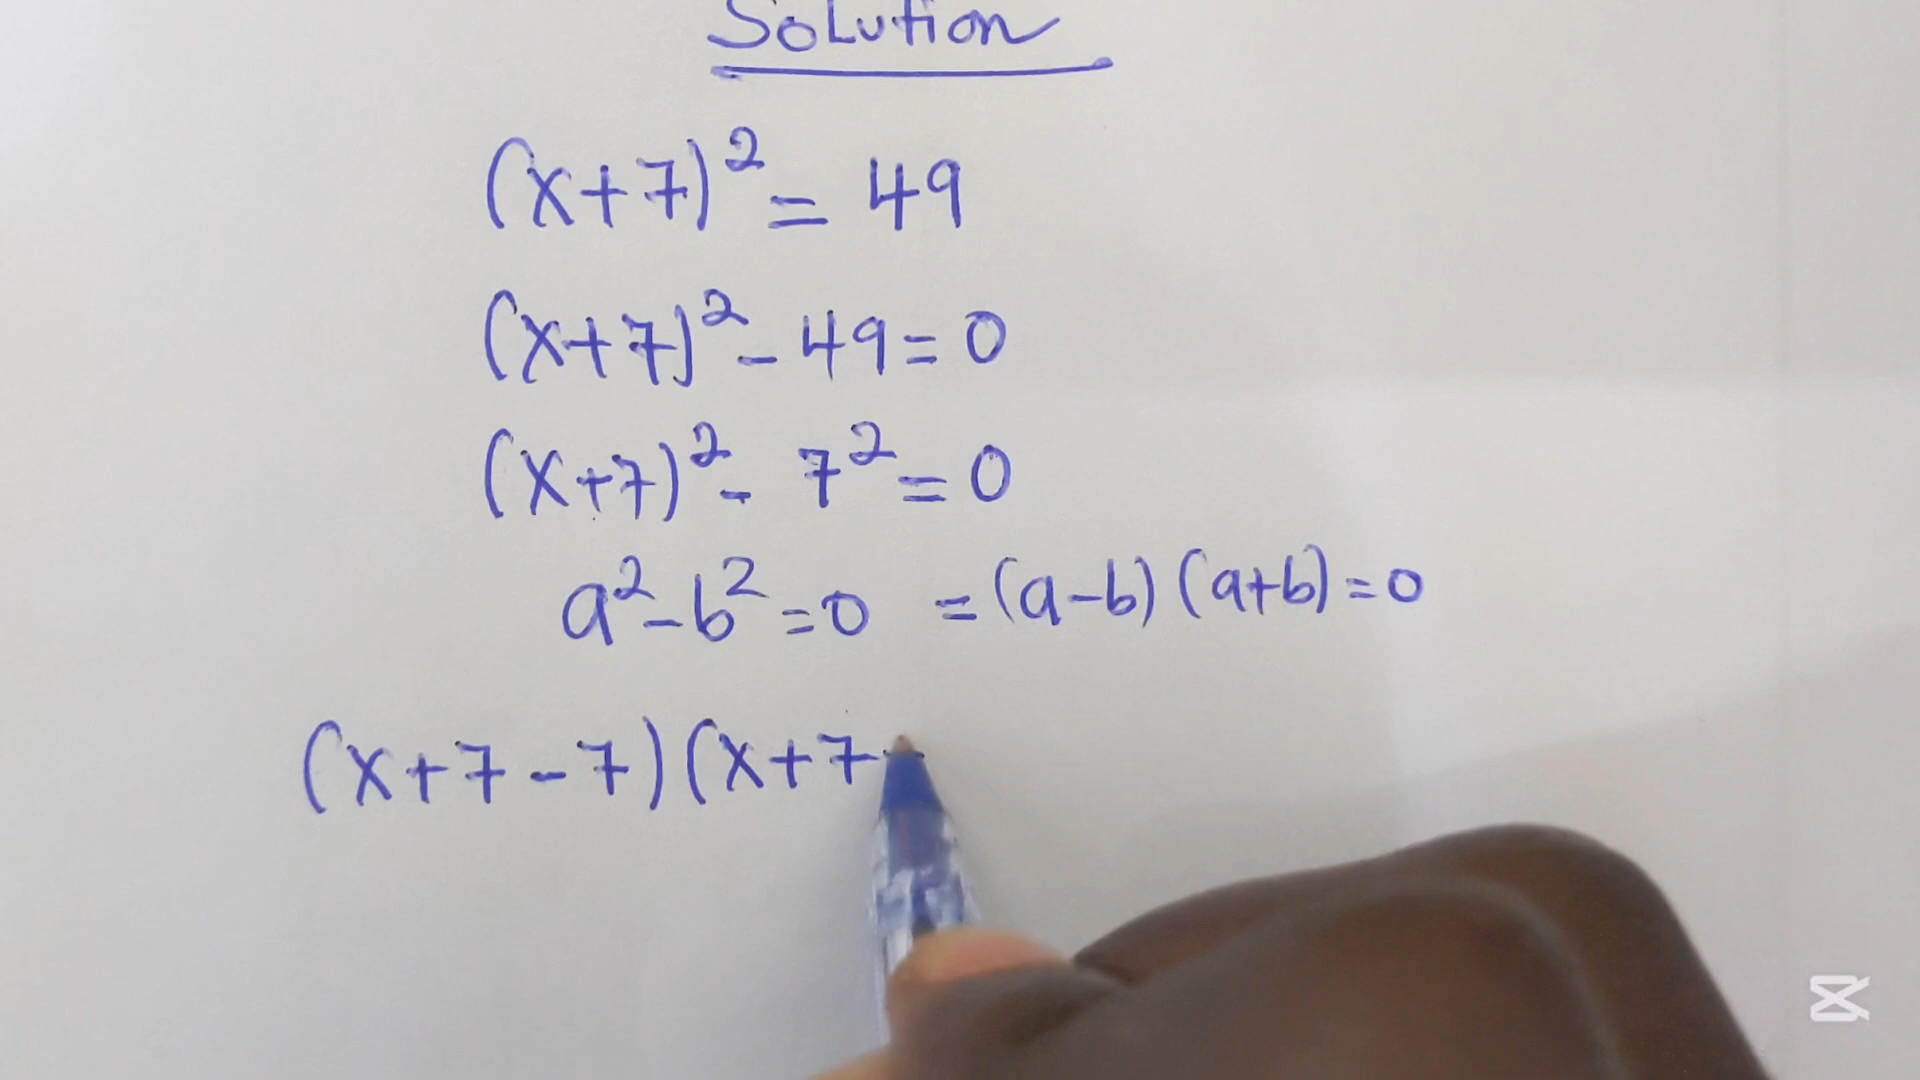 Solution
(x+7)² = 49
(x+7)² - 49 = 0
(x+7)² - 7² = 0
a² - b² = 0 = (a-b) (a+b) = 0
(x+7-7)(x+7+